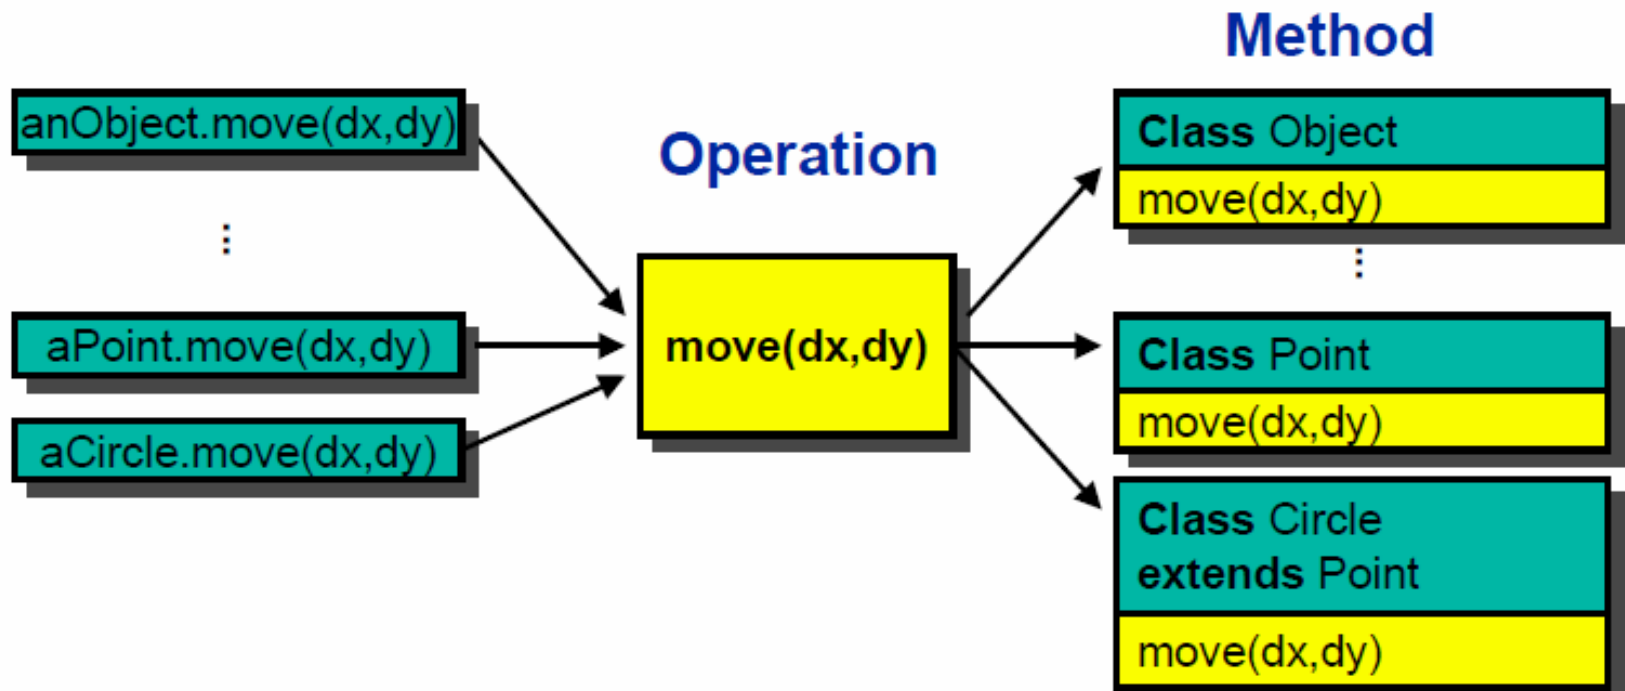 Method
anObject.move(dx,dy)
Class Object
move(dx,dy)
Operation
...
...
move(dx,dy)
aPoint.move(dx,dy)
Class Point
move(dx,dy)
aCircle.move(dx,dy)
Class Circle
extends Point
move(dx,dy)